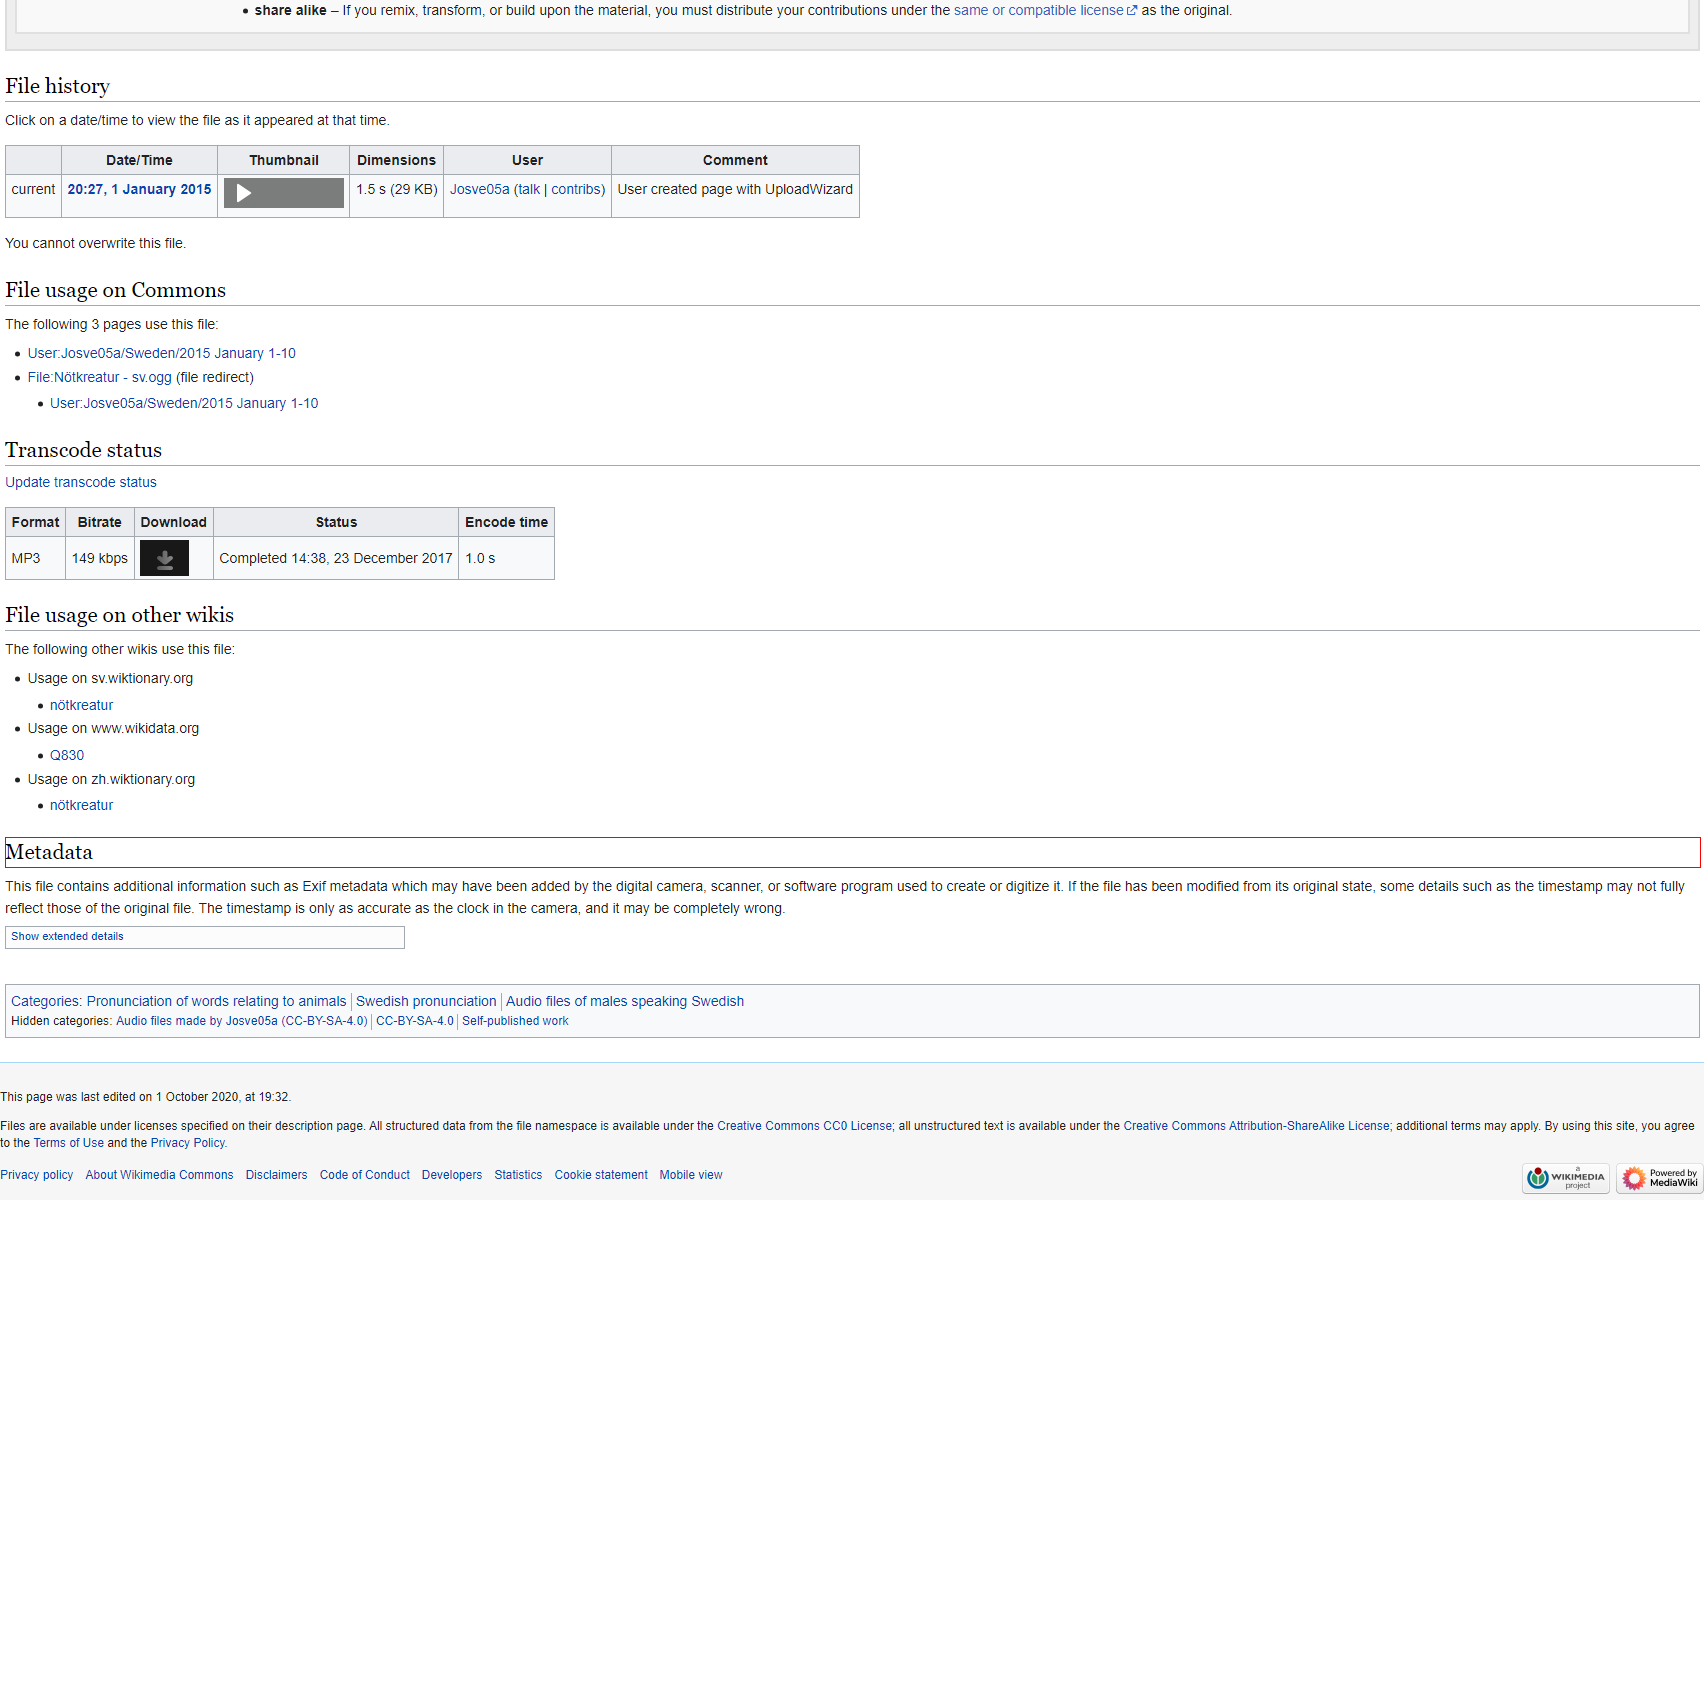 share alike – If you remix, transform, or build upon the material, you must distribute your contributions under the same or compatible license as the original.
File history
Click on a date/time to view the file as it appeared at that time.
Date/Time Thumbnail Dimensions User Comment
current 20:27, 1 January 2015 1.5 s (29 KB) Josve05a (talk | contribs) User created page with UploadWizard
You cannot overwrite this file.
File usage on Commons
The following 3 pages use this file:
User:Josve05a/Sweden/2015 January 1-10
File:Nötkreatur - sv.ogg (file redirect)
User:Josve05a/Sweden/2015 January 1-10
Transcode status
Update transcode status
Format Bitrate Download Status Encode time
MP3 149 kbps Completed 14:38, 23 December 2017 1.0 s
File usage on other wikis
The following other wikis use this file:
Usage on sv.wiktionary.org
nötkreatur
Usage on www.wikidata.org
Q830
Usage on zh.wiktionary.org
nötkreatur
Metadata
This file contains additional information such as Exif metadata which may have been added by the digital camera, scanner, or software program used to create or digitize it. If the file has been modified from its original state, some details such as the timestamp may not fully
reflect those of the original file. The timestamp is only as accurate as the clock in the camera, and it may be completely wrong.
Show extended details
Categories: Pronunciation of words relating to animals Swedish pronunciation Audio files of males speaking Swedish
Hidden categories: Audio files made by Josve05a (CC-BY-SA-4.0) CC-BY-SA-4.0 Self-published work
This page was last edited on 1 October 2020, at 19:32.
Files are available under licenses specified on their description page. All structured data from the file namespace is available under the Creative Commons CC0 License; all unstructured text is available under the Creative Commons Attribution-ShareAlike License; additional terms may apply. By using this site, you agree
to the Terms of Use and the Privacy Policy.
Privacy policy About Wikimedia Commons Disclaimers Code of Conduct Developers Statistics Cookie statement Mobile view
a
WIKIMEDIA
project
Powered by
MediaWiki